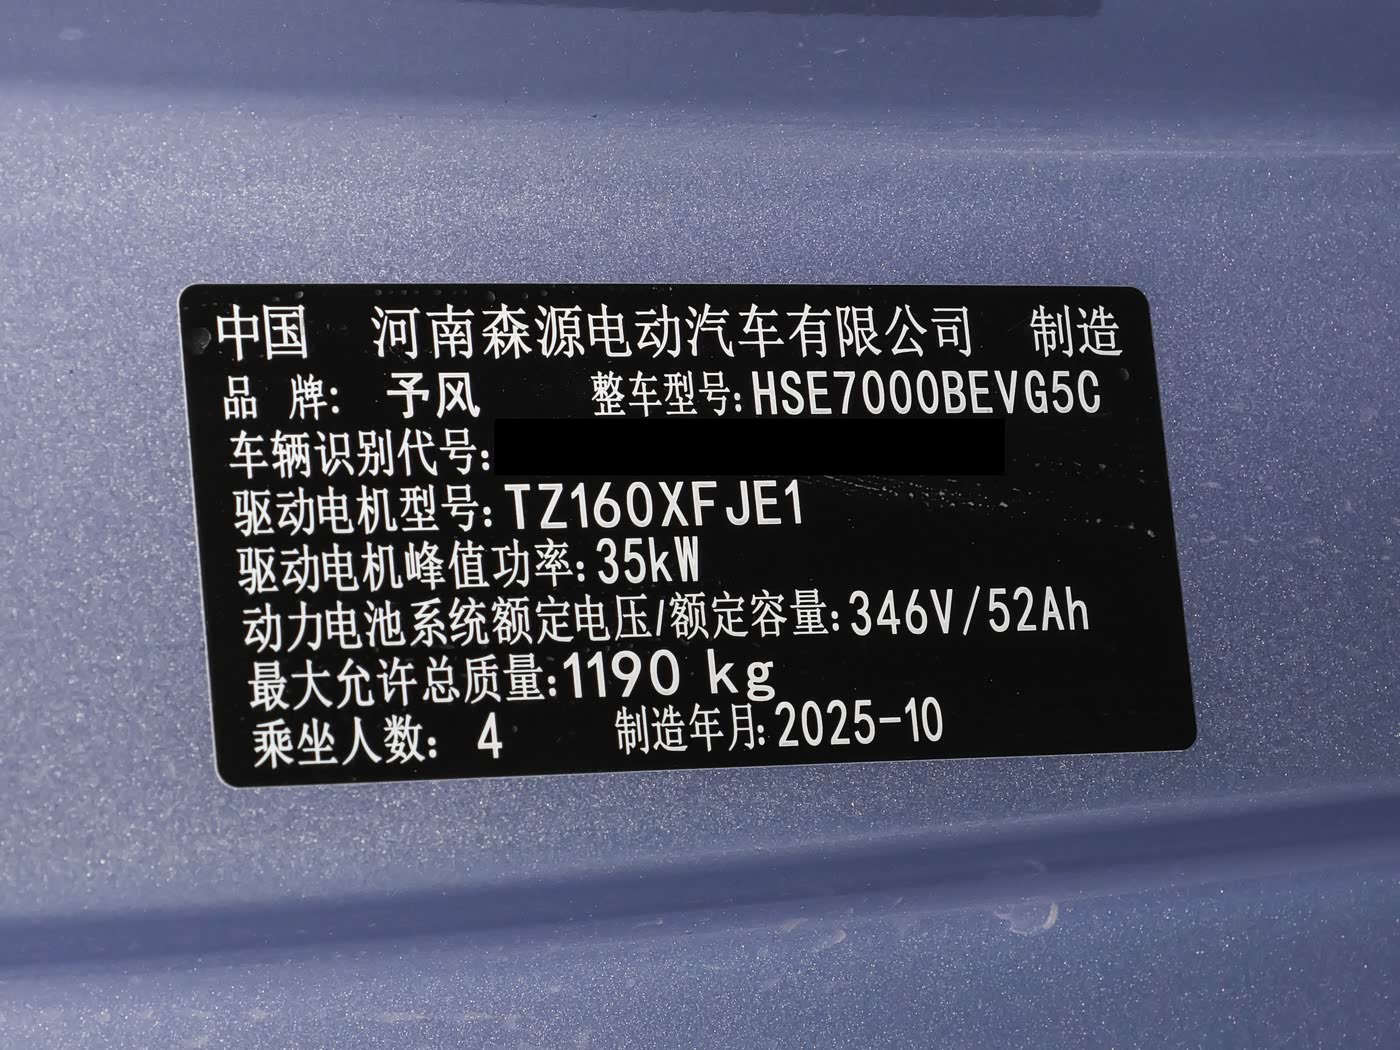 中国 河南森源电动汽车有限公司 制造
品 牌: 予风 整车型号:HSE7000BEVG5C
车辆识别代号:
驱动电机型号:TZ160XFJE1
驱动电机峰值功率:35kW
动力电池系统额定电压/额定容量:346V/52Ah
最大允许总质量:1190 kg
乘坐人数: 4 制造年月:2025-10